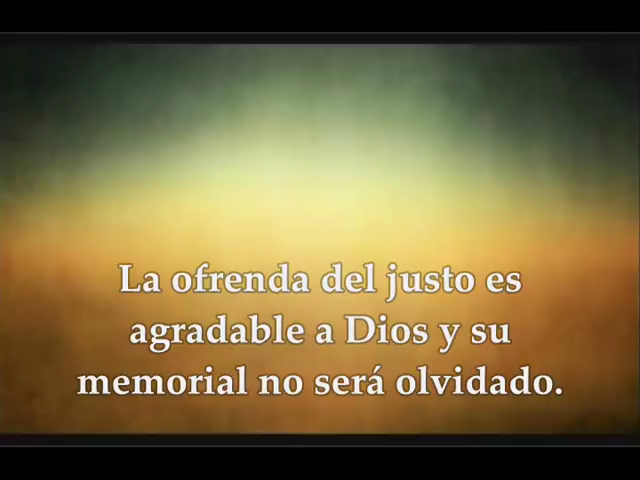 La ofrenda del justo es
agradable a Dios y su
memorial no será olvidado.